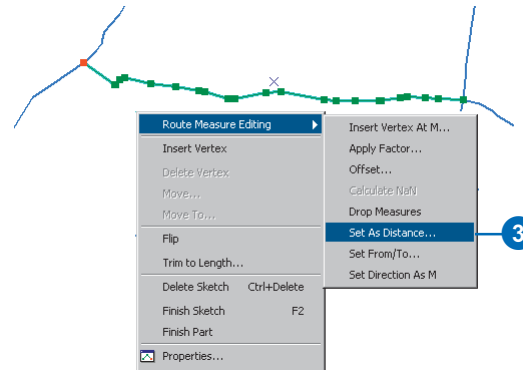 Route Measure Editing
Insert Vertex
Delete Vertex
Move...
Move To...
Flip
Trim to Length...
Delete Sketch Ctrl+Delete
Finish Sketch F2
Finish Part
Properties...
Insert Vertex At M...
Apply Factor...
Offset...
Calculate NaN
Drop Measures
Set As Distance...
3
Set From/To...
Set Direction As M